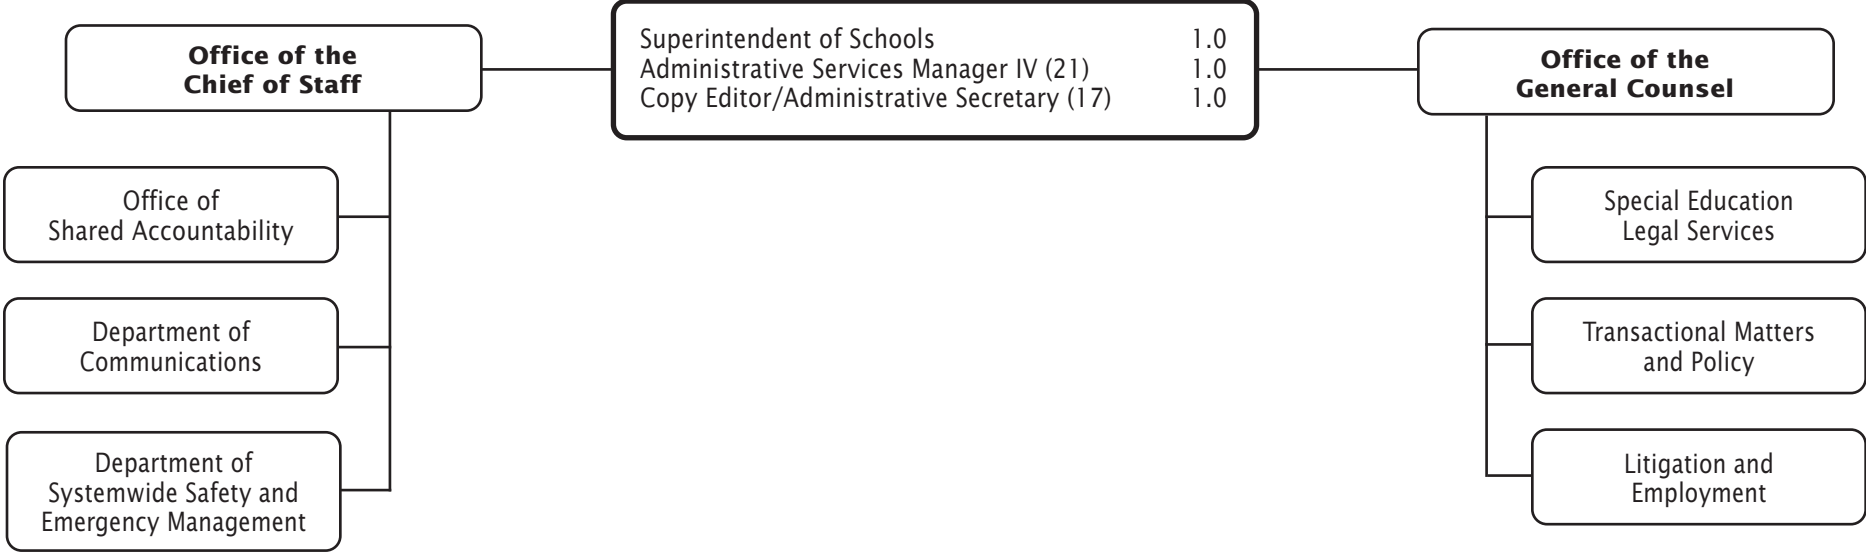 Office of the
Chief of Staff
Superintendent of Schools 1.0
Administrative Services Manager IV (21) 1.0
Copy Editor/Administrative Secretary (17) 1.0
Office of the
General Counsel
Office of
Shared Accountability
Department of
Communications
Department of
Systemwide Safety and
Emergency Management
Special Education
Legal Services
Transactional Matters
and Policy
Litigation and
Employment